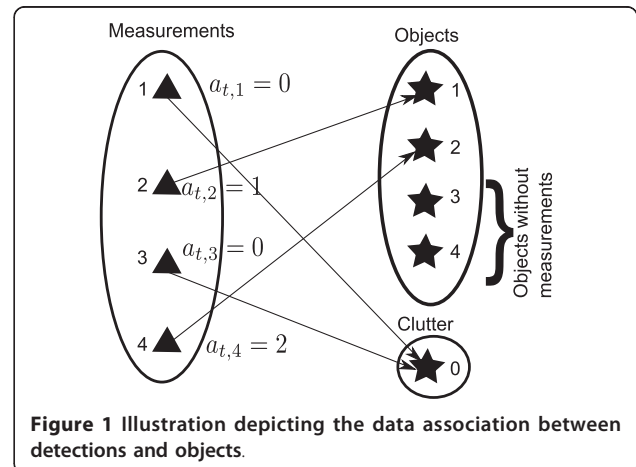 Measurements
Objects
1 a_{t,1} = 0
1
2
2 a_{t,2} = 1
3
3 a_{t,3} = 0
4
Objects without
measurements
Clutter
4 a_{t,4} = 2
0
Figure 1 Illustration depicting the data association between
detections and objects.